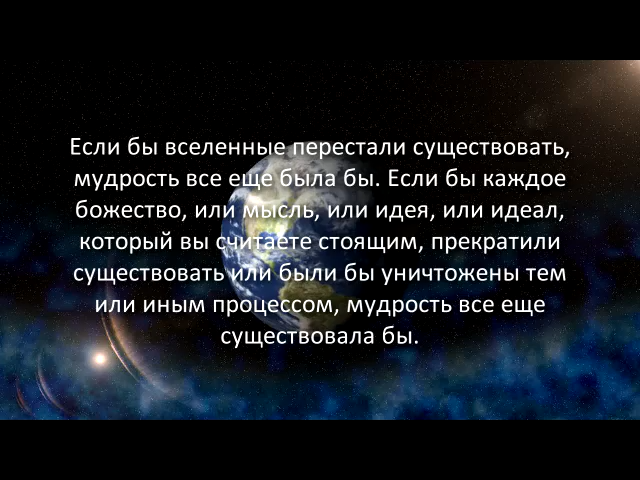 Если бы вселенные перестали существовать,
мудрость все еще была бы. Если бы каждое
божество, или мысль, или идея, или идеал,
который вы считаете стоящим, прекратили
существовать или были бы уничтожены тем
или иным процессом, мудрость все еще
существовала бы.